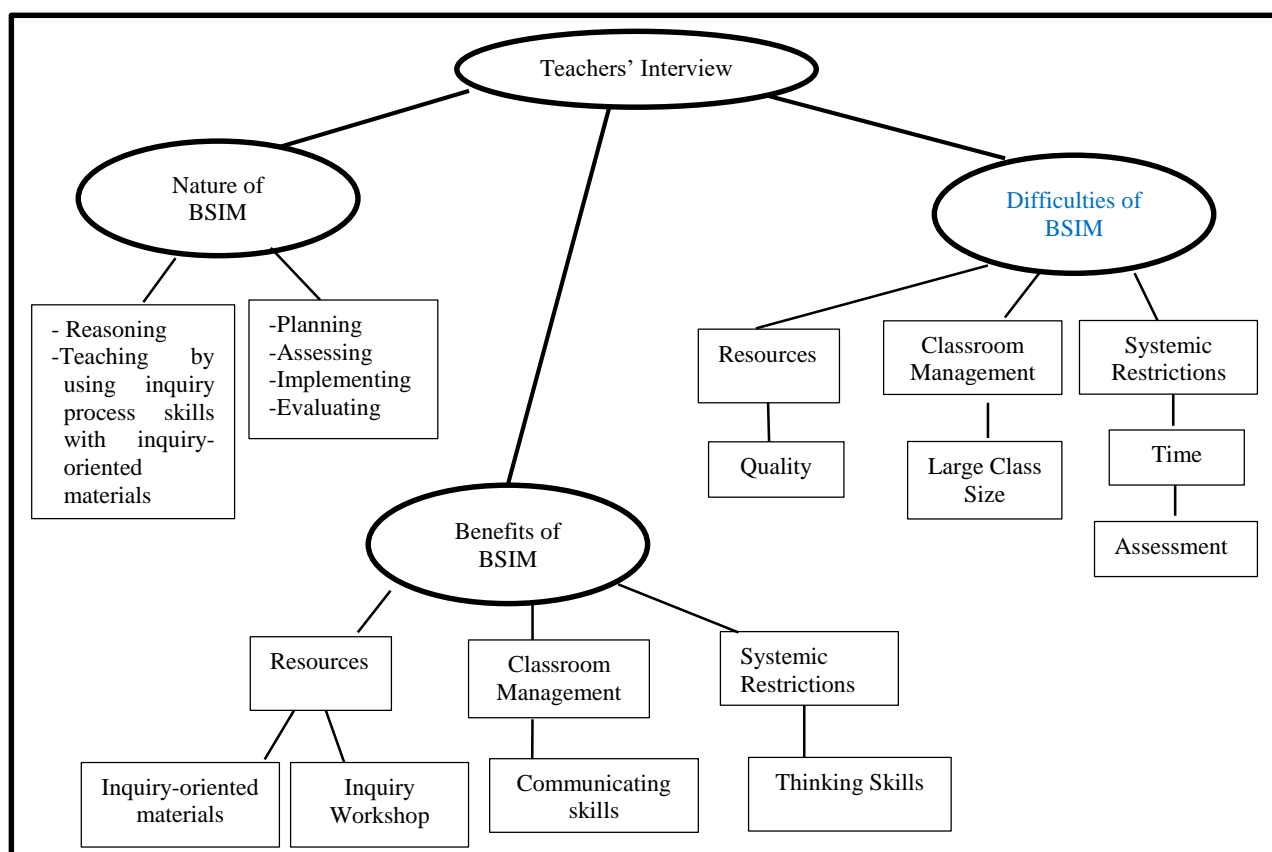 Teachers’ Interview
Nature of
BSIM
Difficulties of
BSIM
- Reasoning
-Teaching by
using inquiry
process skills
with inquiry-
oriented
materials
-Planning
-Assessing
-Implementing
-Evaluating
Resources
Classroom
Management
Systemic
Restrictions
Quality
Large Class
Size
Time
Assessment
Benefits of
BSIM
Resources
Classroom
Management
Systemic
Restrictions
Inquiry-oriented
materials
Inquiry
Workshop
Communicating
skills
Thinking Skills